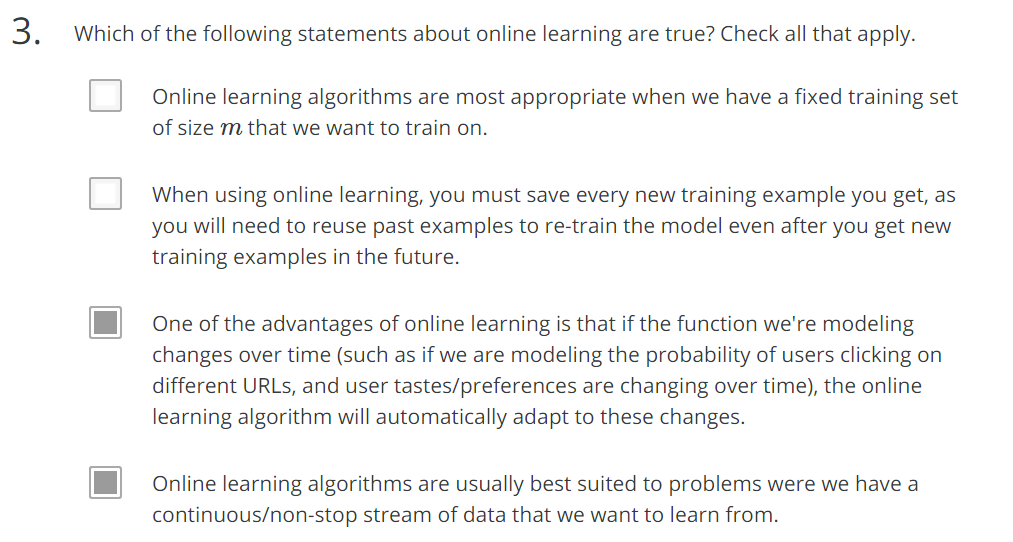 3. Which of the following statements about online learning are true? Check all that apply.
Online learning algorithms are most appropriate when we have a fixed training set
of size m that we want to train on.
When using online learning, you must save every new training example you get, as
you will need to reuse past examples to re-train the model even after you get new
training examples in the future.
One of the advantages of online learning is that if the function we're modeling
changes over time (such as if we are modeling the probability of users clicking on
different URLs, and user tastes/preferences are changing over time), the online
learning algorithm will automatically adapt to these changes.
Online learning algorithms are usually best suited to problems were we have a
continuous/non-stop stream of data that we want to learn from.